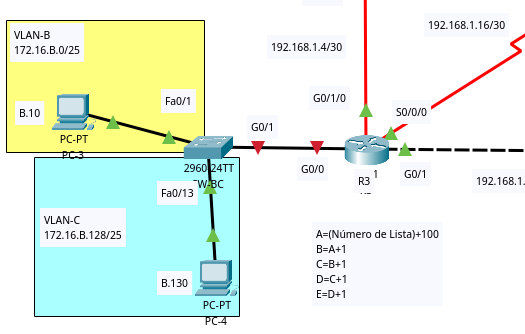 VLAN-B
172.16.B.0/25
192.168.1.16/30
192.168.1.4/30
Fa0/1
B.10
G0/1/0
S0/0/0
G0/1
PC-PT
PC-3
2960-24TT
SW-BC
G0/0
R3
1
G0/1
192.168.1.
Fa0/13
VLAN-C
172.16.B.128/25
B.130
PC-PT
PC-4
A=(Número de Lista)+100
B=A+1
C=B+1
D=C+1
E=D+1